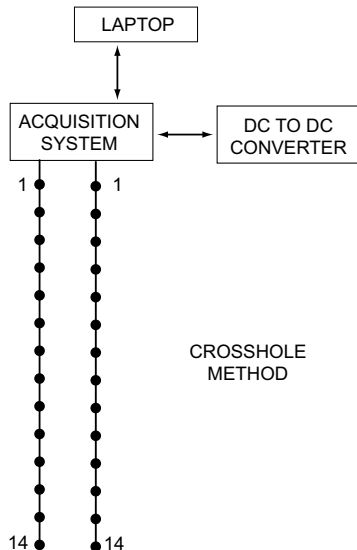 LAPTOP
ACQUISITION
SYSTEM
DC TO DC
CONVERTER
1 1
CROSSHOLE
METHOD
14 14